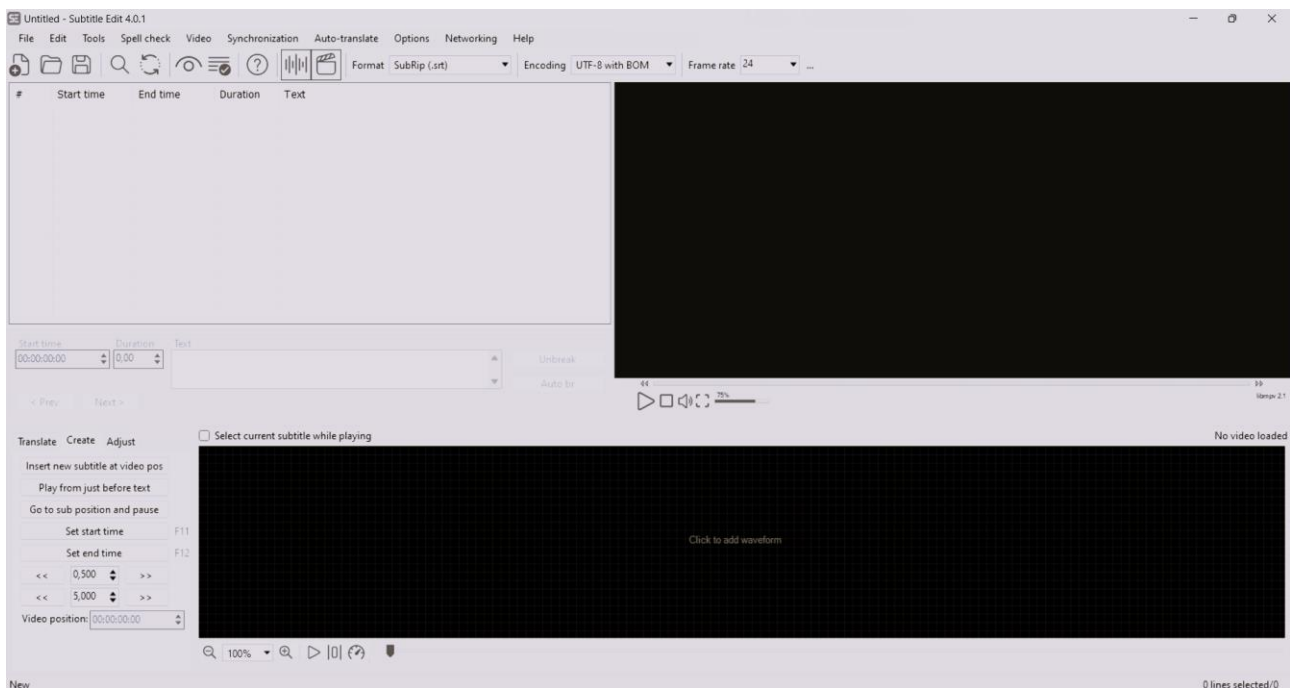 Untitled - Subtitle Edit 4.0.1
File Edit Tools Spell check Video Synchronization Auto-translate Options Networking Help
Format SubRip (.srt) Encoding UTF-8 with BOM Frame rate 24 ...
# Start time End time Duration Text
Start time Duration Text
00:00:00:00 0,00 Unbreak
Auto br
< Prev Next >
75%
libmpv 2.1
Translate Create Adjust
Select current subtitle while playing No video loaded
Insert new subtitle at video pos
Play from just before text
Go to sub position and pause
Set start time F11
Set end time F12
<< 0,500 >>
<< 5,000 >>
Video position: 00:00:00:00
Click to add waveform
100%
New 0 lines selected/0